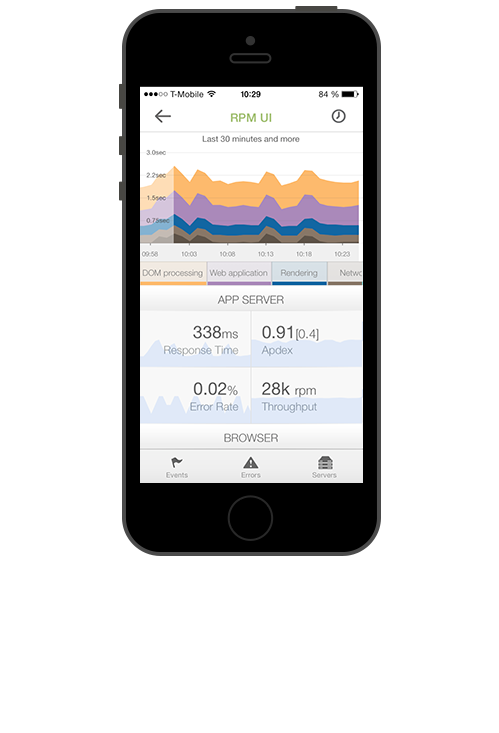 T-Mobile 10:29 84 %
RPM UI
Last 30 minutes and more
3.0sec
2.2sec
1.5sec
0.75sec
09:58 10:03 10:08 10:13 10:18 10:23
DOM processing Web application Rendering Netwo
APP SERVER
338ms 0.91[0.4]
Response Time Apdex
0.02% 28k rpm
Error Rate Throughput
BROWSER
Events Errors Servers